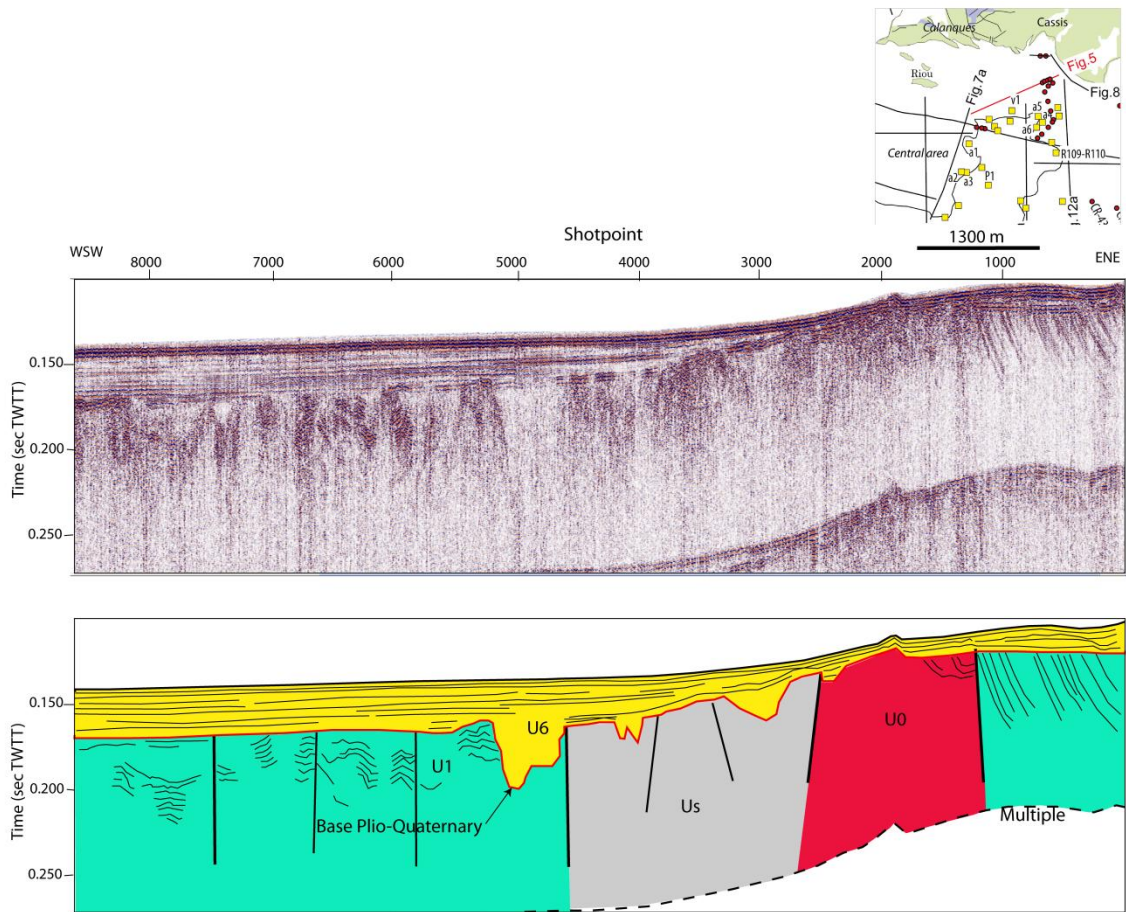 Calanques
Cassis
Riou
Fig.7a
Fig.5
Fig.8
v1
a5
a4
a6
Central area
a1
R109-R110
a2
a3
P1
.12a
CR-42
1300 m
Shotpoint
WSW
ENE
8000
7000
6000
5000
4000
3000
2000
1000
0.150
0.200
0.250
Time (sec TWTT)
0.150
0.200
0.250
Time (sec TWTT)
U6
U1
U0
Us
Base Plio-Quaternary
Multiple